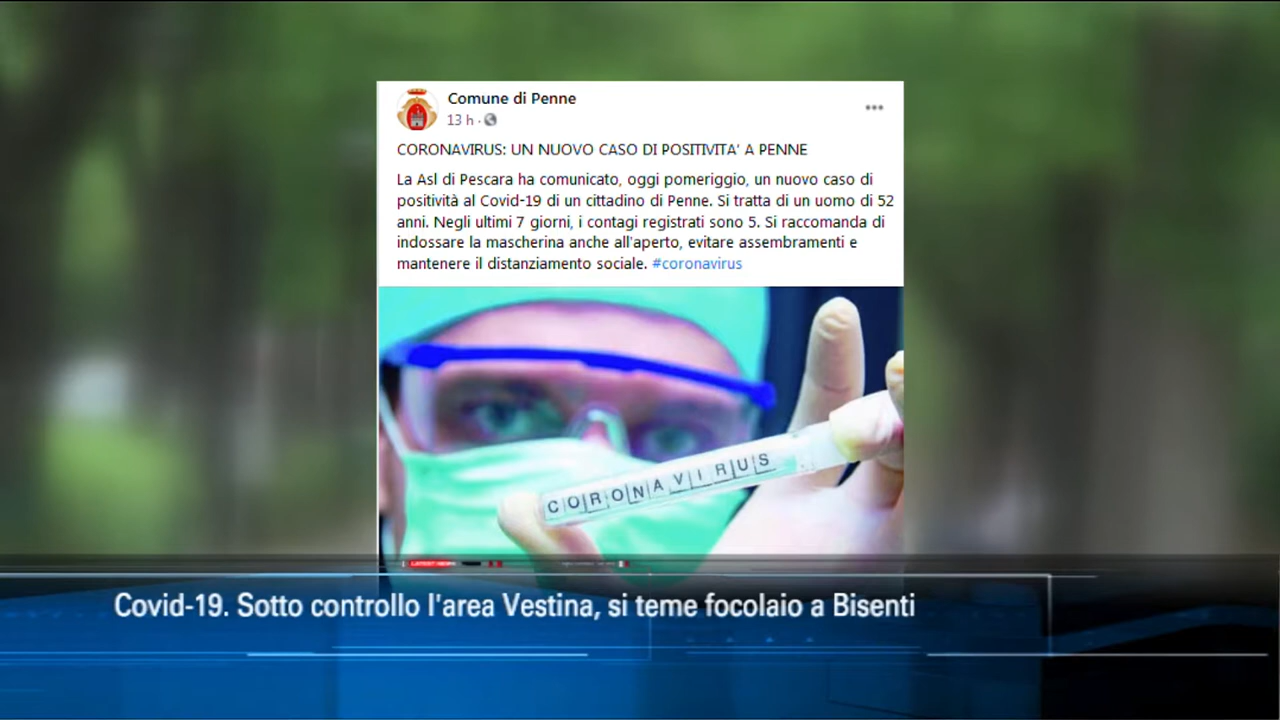 Comune di Penne
13 h ·
CORONAVIRUS: UN NUOVO CASO DI POSITIVITA' A PENNE
La Asl di Pescara ha comunicato, oggi pomeriggio, un nuovo caso di
positività al Covid-19 di un cittadino di Penne. Si tratta di un uomo di 52
anni. Negli ultimi 7 giorni, i contagi registrati sono 5. Si raccomanda di
indossare la mascherina anche all'aperto, evitare assembramenti e
mantenere il distanziamento sociale. #coronavirus
CORONAVIRUS
LATEST NEWS
Covid-19. Sotto controllo l'area Vestina, si teme focolaio a Bisenti